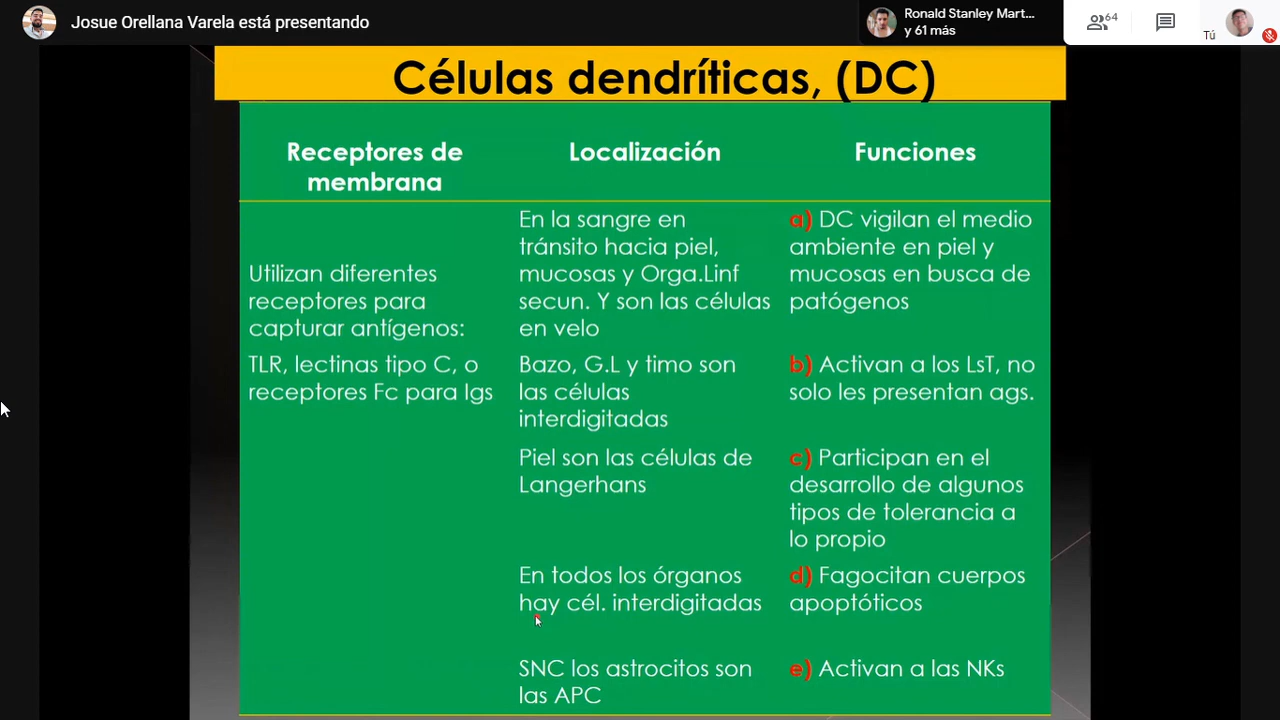 Josue Orellana Varela está presentando
Ronald Stanley Mart...
y 61 más
64
Tú
Células dendríticas, (DC)
Receptores de
membrana
Localización
Funciones
Utilizan diferentes
receptores para
capturar antígenos:
En la sangre en
tránsito hacia piel,
mucosas y Orga.Linf
secun. Y son las células
en velo
a) DC vigilan el medio
ambiente en piel y
mucosas en busca de
patógenos
TLR, lectinas tipo C, o
receptores Fc para Igs
Bazo, G.L y timo son
las células
interdigitadas
b) Activan a los LsT, no
solo les presentan ags.
Piel son las células de
Langerhans
c) Participan en el
desarrollo de algunos
tipos de tolerancia a
lo propio
En todos los órganos
hay cél. interdigitadas
d) Fagocitan cuerpos
apoptóticos
SNC los astrocitos son
las APC
e) Activan a las NKs